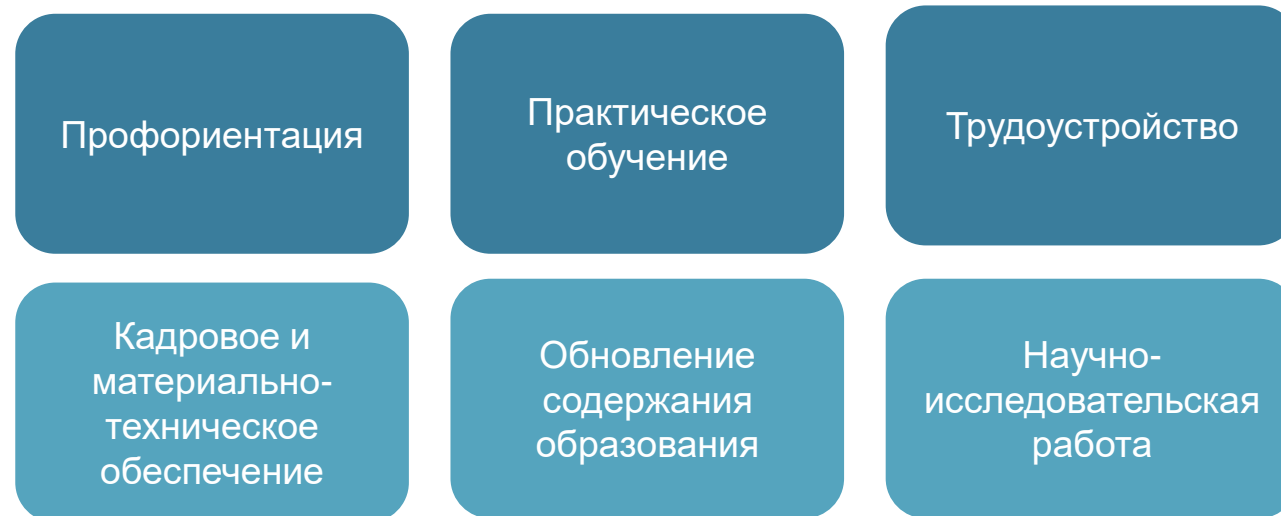 Профориентация
Практическое
обучение
Трудоустройство
Кадровое и
материально-
техническое
обеспечение
Обновление
содержания
образования
Научно-
исследовательская
работа